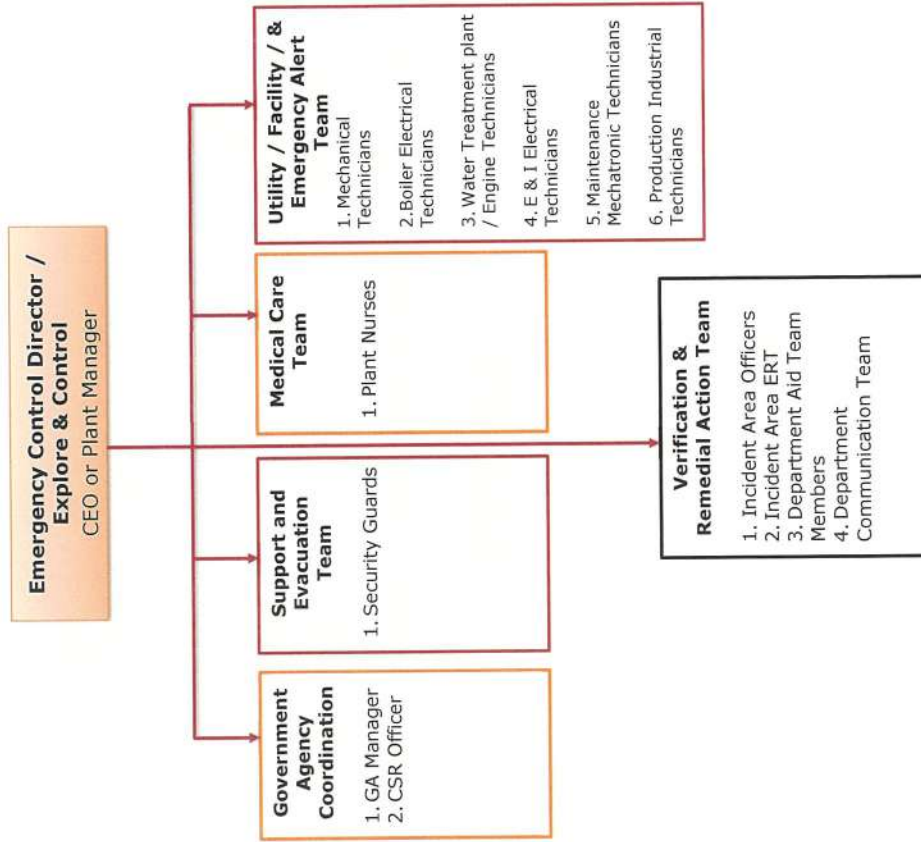 Emergency Control Director /
Explore & Control
CEO or Plant Manager
Government
Agency
Coordination
1. GA Manager
2. CSR Officer
Support and
Evacuation
Team
1. Security Guards
Medical Care
Team
1. Plant Nurses
Utility / Facility / &
Emergency Alert
Team
1. Mechanical
Technicians
2.Boiler Electrical
Technicians
3. Water Treatment plant
/ Engine Technicians
4. E & I Electrical
Technicians
5. Maintenance
Mechatronic Technicians
6. Production Industrial
Technicians
Verification &
Remedial Action Team
1. Incident Area Officers
2. Incident Area ERT
3. Department Aid Team
Members
4. Department
Communication Team